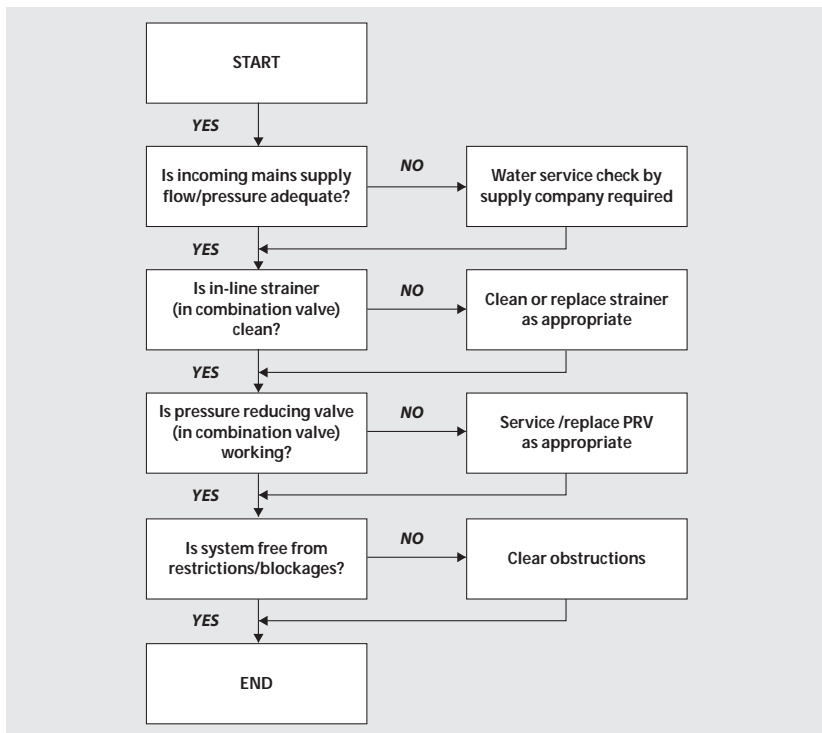 START
YES
Is incoming mains supply
flow/pressure adequate?
NO
Water service check by
supply company required
YES
Is in-line strainer
(in combination valve)
clean?
NO
Clean or replace strainer
as appropriate
YES
Is pressure reducing valve
(in combination valve)
working?
NO
Service /replace PRV
as appropriate
YES
Is system free from
restrictions/blockages?
NO
Clear obstructions
YES
END